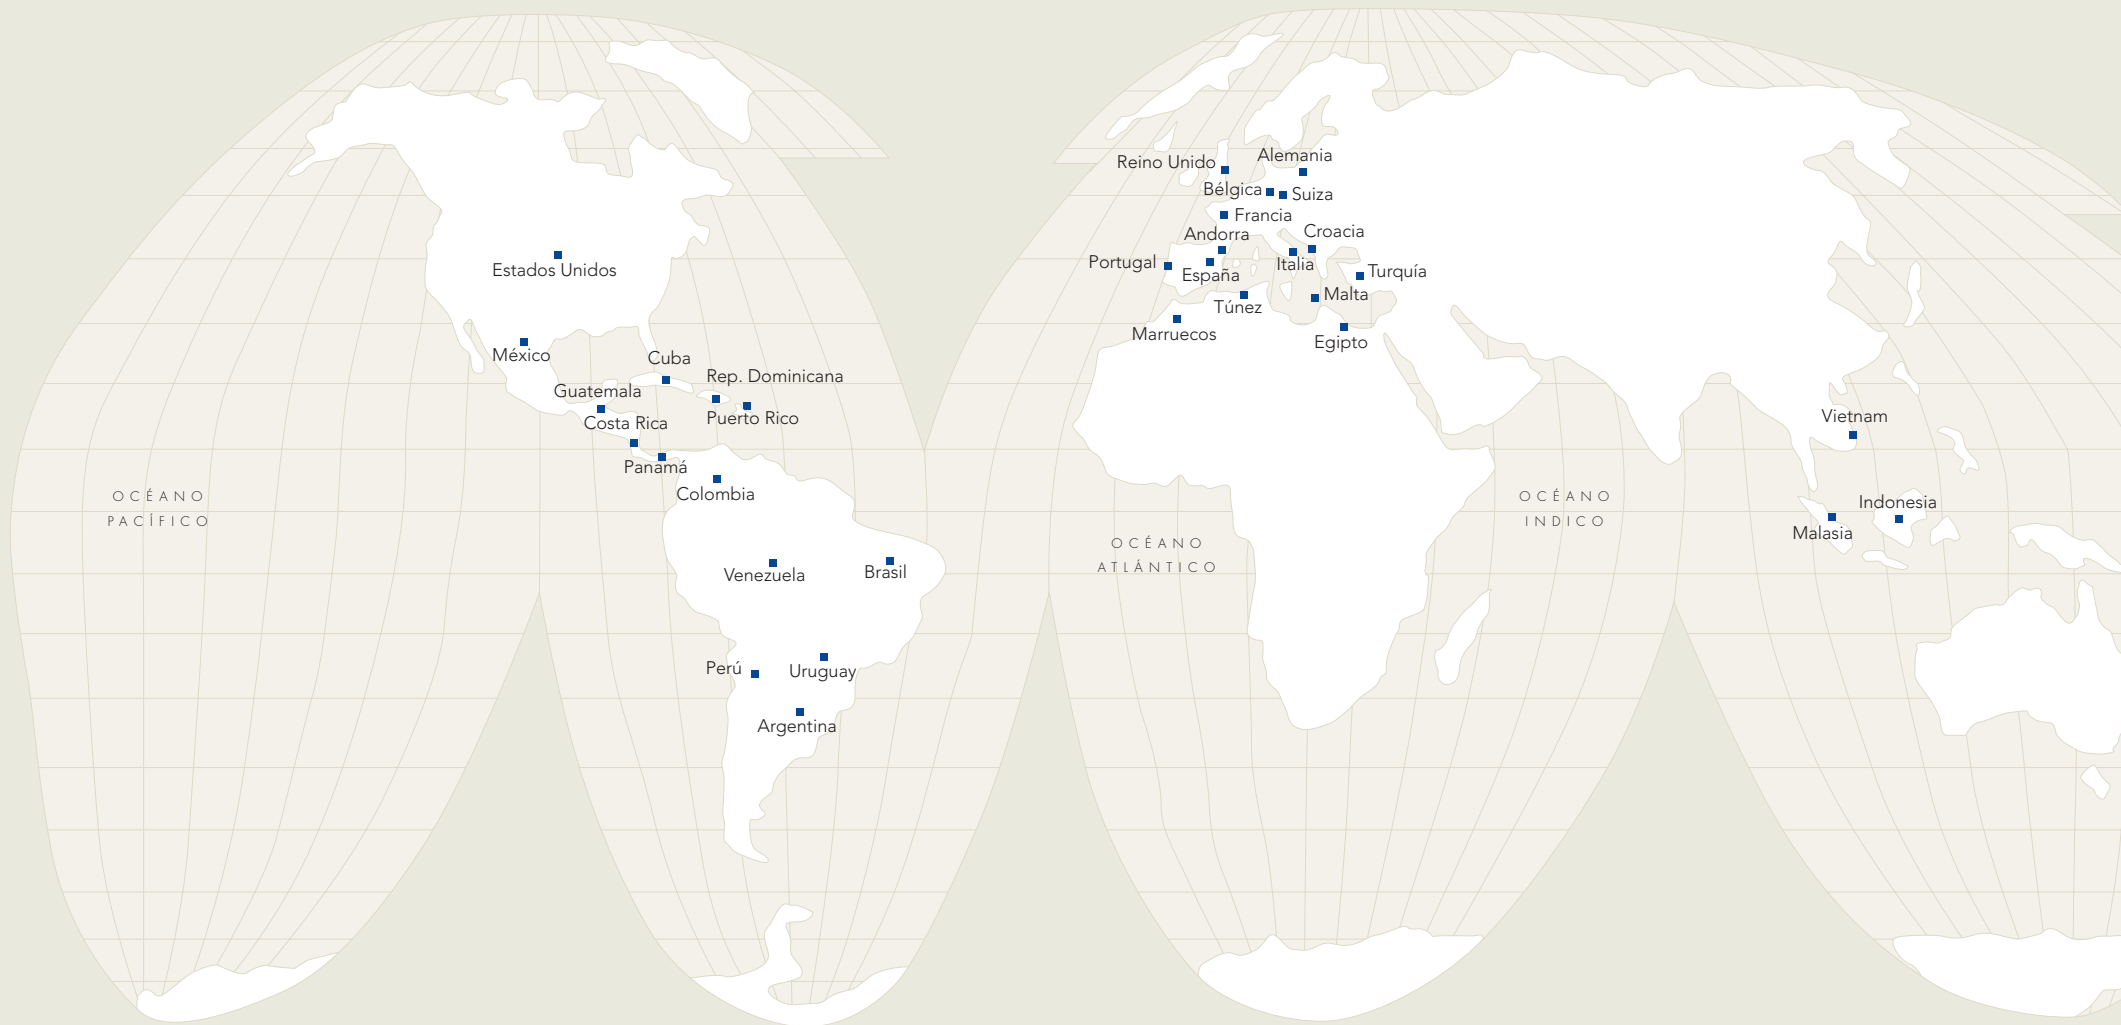 Reino Unido
Alemania
Bélgica
Suiza
Francia
Andorra
Croacia
Portugal
España
Italia
Turquía
Malta
Túnez
Marruecos
Egipto
Estados Unidos
México
Cuba
Rep. Dominicana
Guatemala
Puerto Rico
Costa Rica
Panamá
Colombia
Venezuela
Brasil
Perú
Uruguay
Argentina
Vietnam
Indonesia
Malasia
OCÉANO
PACÍFICO
OCÉANO
ATLÁNTICO
OCÉANO
INDICO